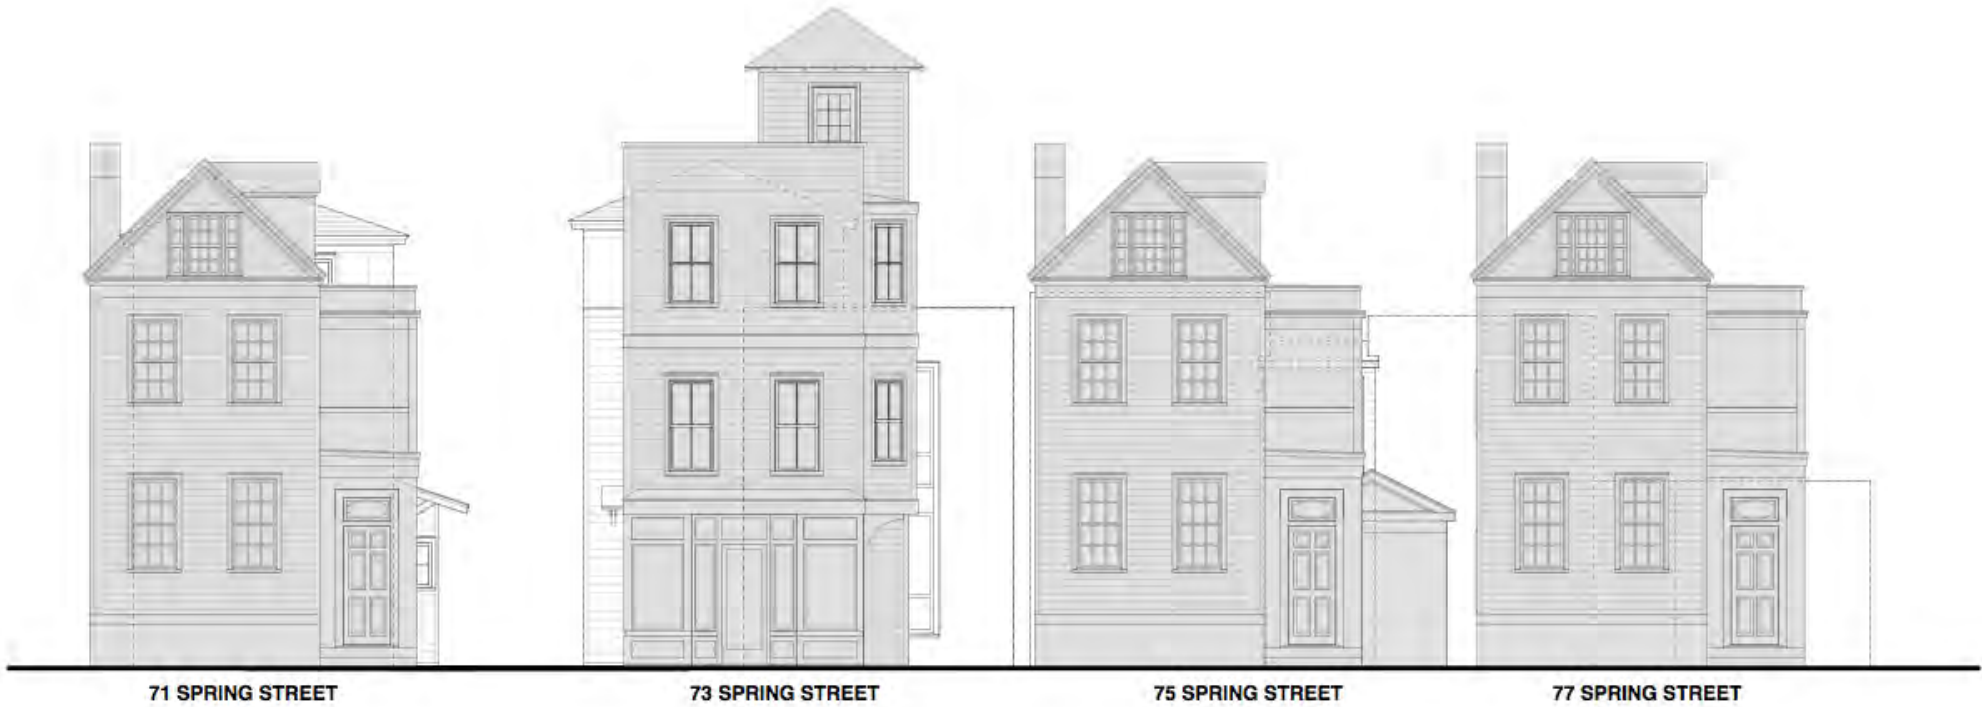 71 SPRING STREET
73 SPRING STREET
75 SPRING STREET
77 SPRING STREET